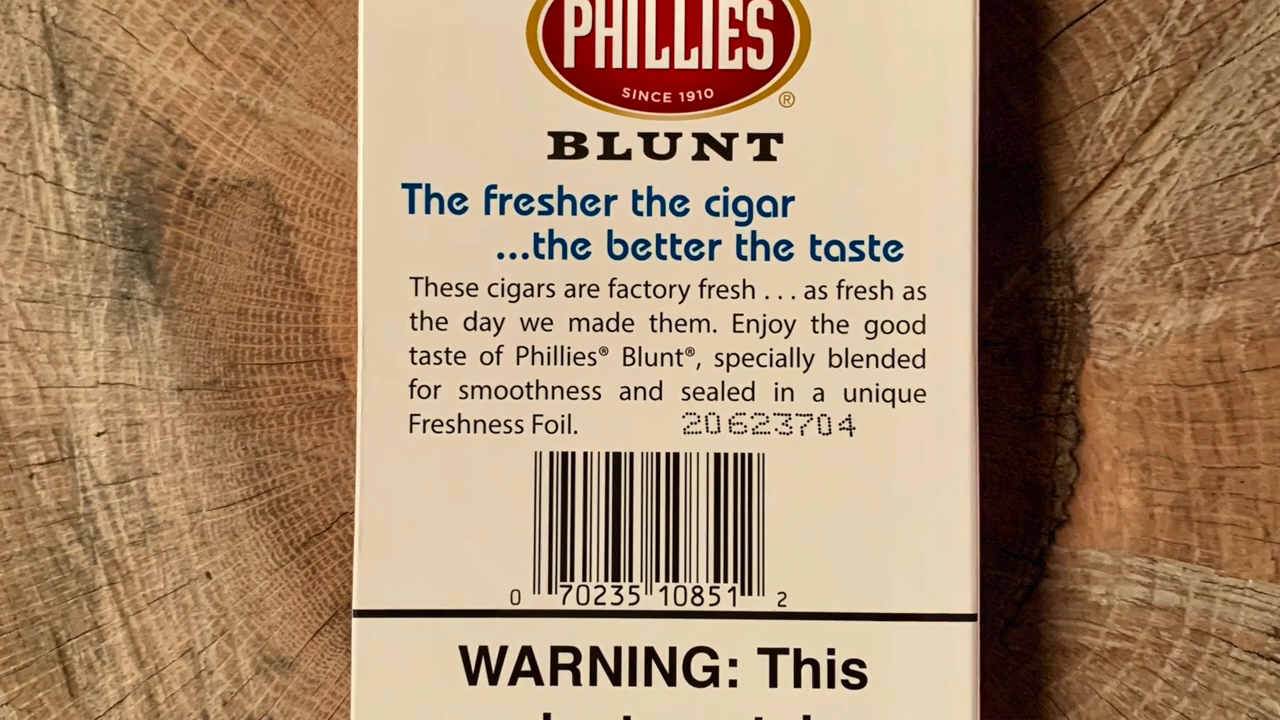 PHILLIES
SINCE 1910
®
BLUNT
The fresher the cigar
...the better the taste
These cigars are factory fresh . . . as fresh as
the day we made them. Enjoy the good
taste of Phillies® Blunt®, specially blended
for smoothness and sealed in a unique
Freshness Foil. 20623704
0 70235 10851 2
WARNING: This